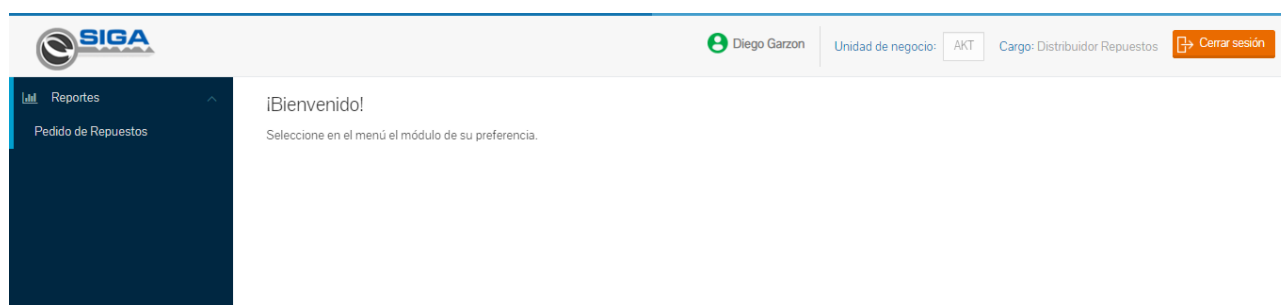 SIGA
Diego Garzon
Unidad de negocio: AKT
Cargo: Distribuidor Repuestos
Cerrar sesión
Reportes
Pedido de Repuestos
¡Bienvenido!
Seleccione en el menú el módulo de su preferencia.